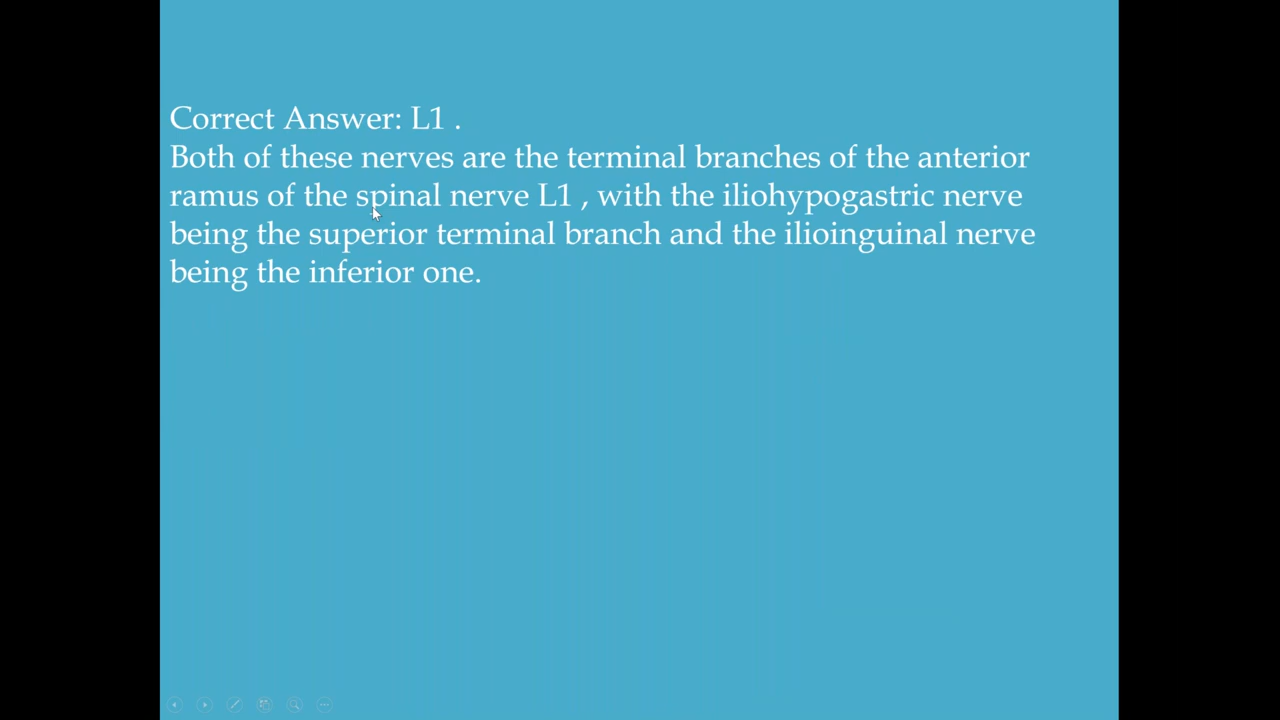 Correct Answer: L1 .
Both of these nerves are the terminal branches of the anterior
ramus of the spinal nerve L1 , with the iliohypogastric nerve
being the superior terminal branch and the ilioinguinal nerve
being the inferior one.